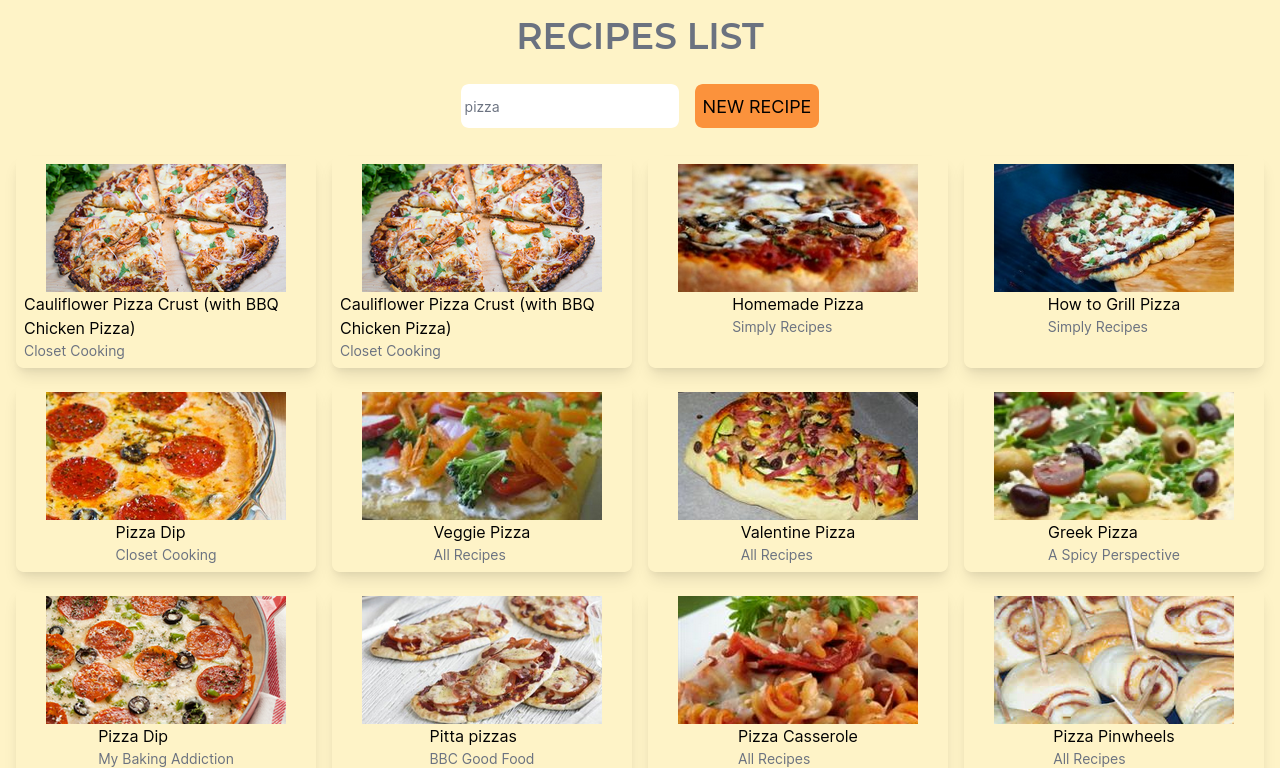 RECIPES LIST
pizza
NEW RECIPE
Cauliflower Pizza Crust (with BBQ
Chicken Pizza)
Closet Cooking
Cauliflower Pizza Crust (with BBQ
Chicken Pizza)
Closet Cooking
Homemade Pizza
Simply Recipes
How to Grill Pizza
Simply Recipes
Pizza Dip
Closet Cooking
Veggie Pizza
All Recipes
Valentine Pizza
All Recipes
Greek Pizza
A Spicy Perspective
Pizza Dip
My Baking Addiction
Pitta pizzas
BBC Good Food
Pizza Casserole
All Recipes
Pizza Pinwheels
All Recipes